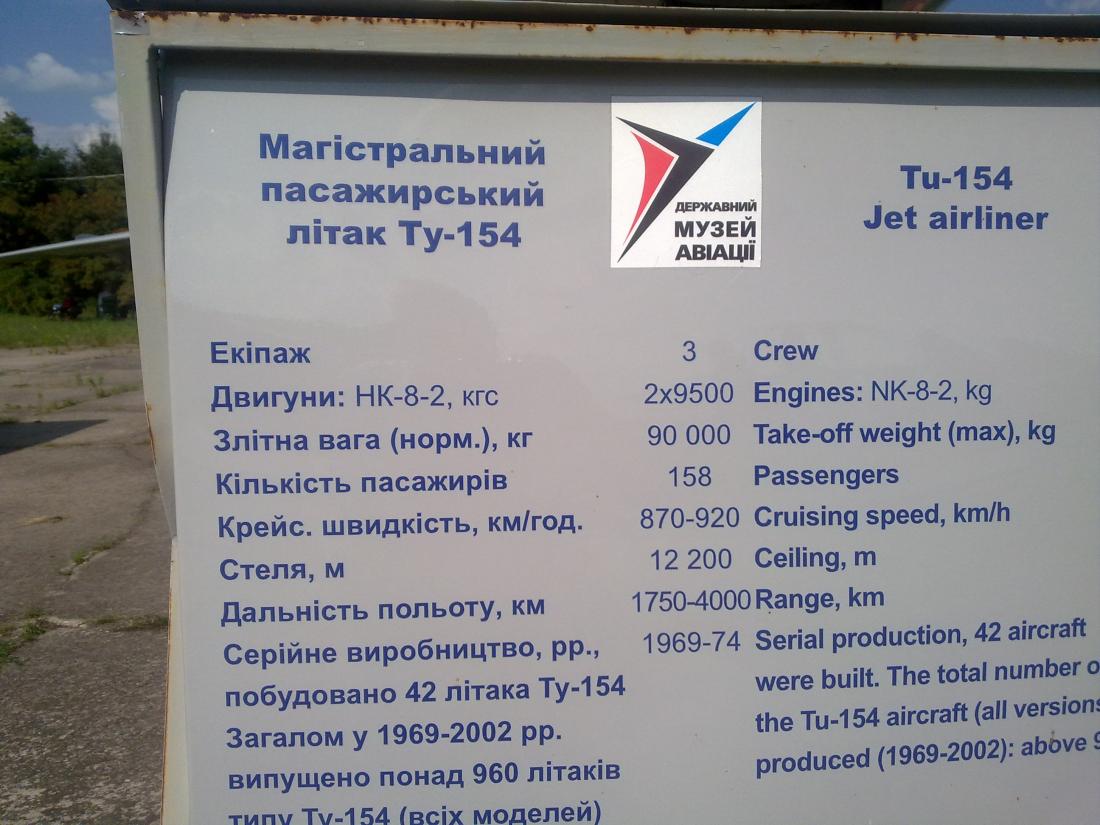 Магістральний
пасажирський
літак Ту-154
ДЕРЖАВНИЙ
МУЗЕЙ
АВІАЦІЇ
Tu-154
Jet airliner
Екіпаж 3 Crew
Двигуни: НК-8-2, кгс 2x9500 Engines: NK-8-2, kg
Злітна вага (норм.), кг 90 000 Take-off weight (max), kg
Кількість пасажирів 158 Passengers
Крейс. швидкість, км/год. 870-920 Cruising speed, km/h
Стеля, м 12 200 Ceiling, m
Дальність польоту, км 1750-4000 Range, km
Серійне виробництво, рр., 1969-74 Serial production, 42 aircraft
побудовано 42 літака Ту-154 were built. The total number
Загалом у 1969-2002 рр. the Tu-154 aircraft (all versions
випущено понад 960 літаків produced (1969-2002): above
типу Ту-154 (всіх моделей)